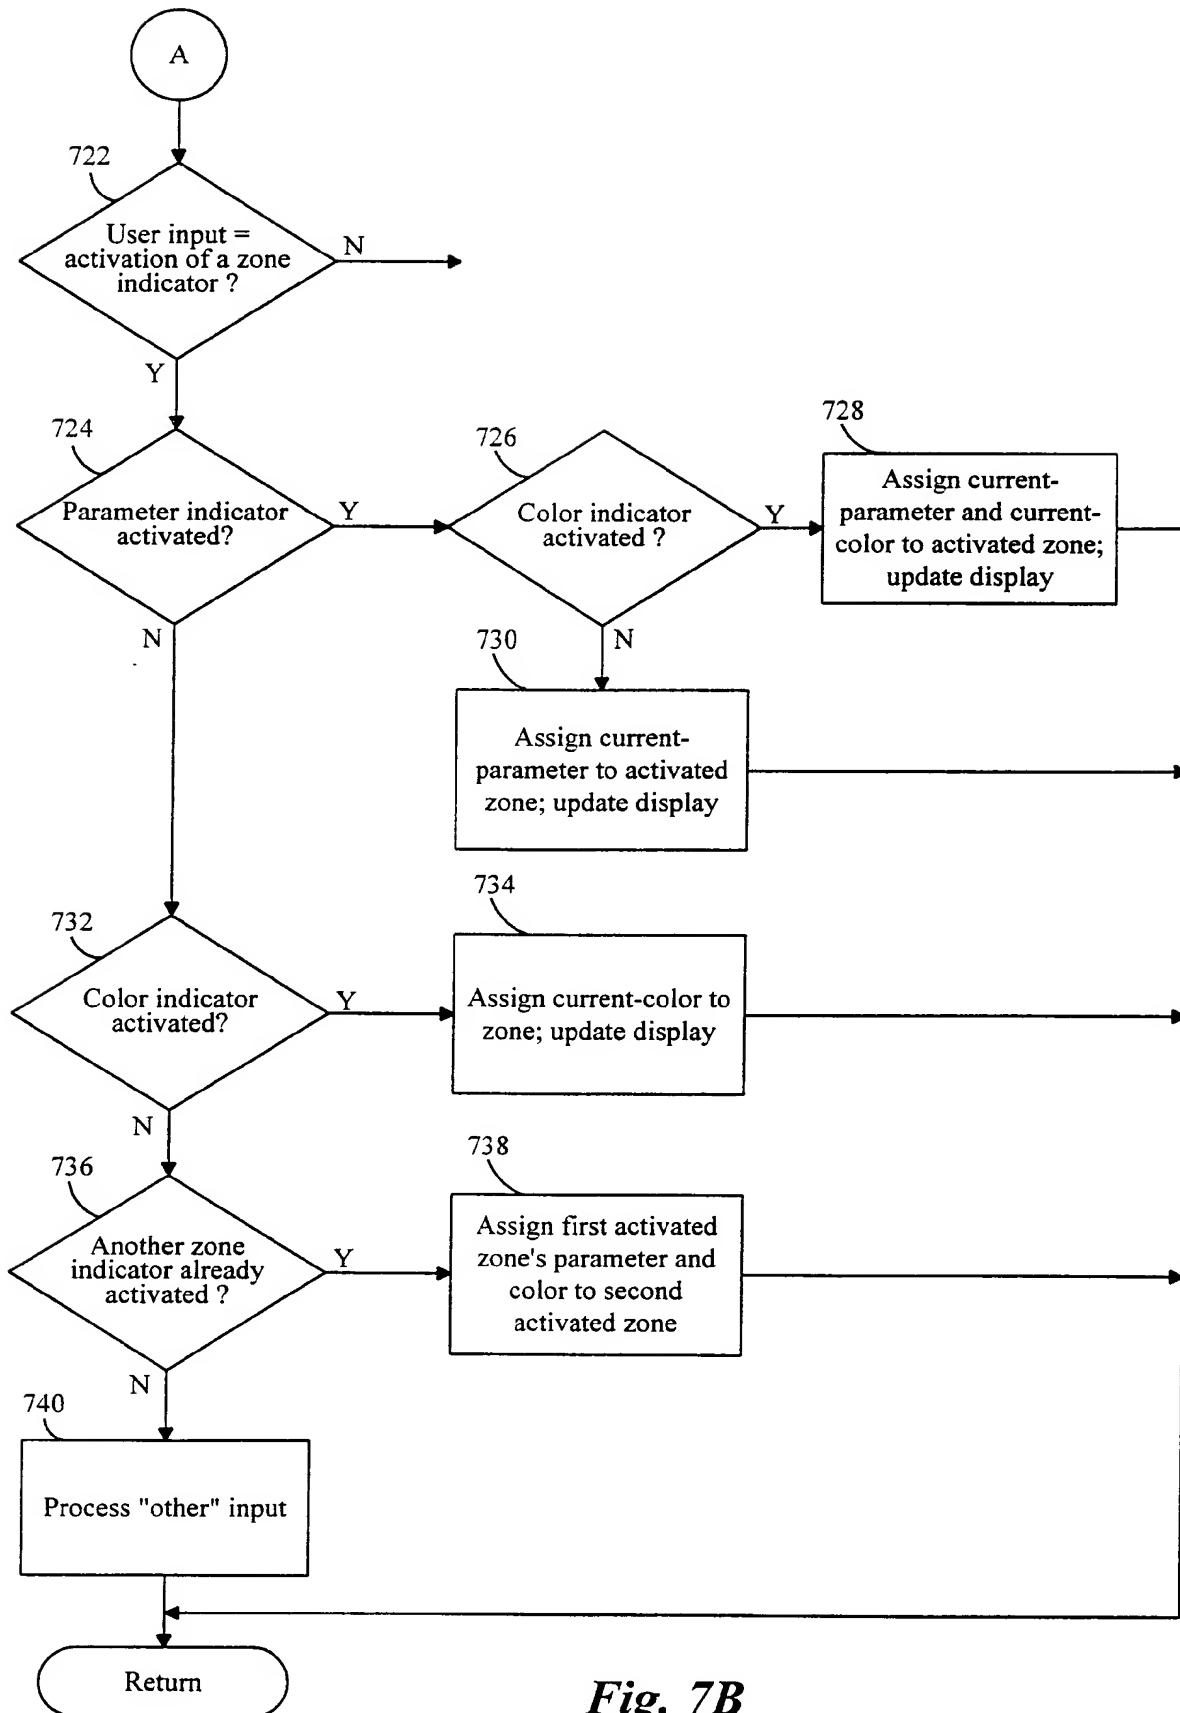 A
722
User input =
activation of a zone
indicator ?
N
Y
724
Parameter indicator
activated?
Y
N
726
Color indicator
activated ?
Y
N
728
Assign current-
parameter and current-
color to activated zone;
update display
730
Assign current-
parameter to activated
zone; update display
732
Color indicator
activated?
Y
N
734
Assign current-color to
zone; update display
736
Another zone
indicator already
activated ?
Y
N
738
Assign first activated
zone's parameter and
color to second
activated zone
740
Process "other" input
Return
Fig. 7B